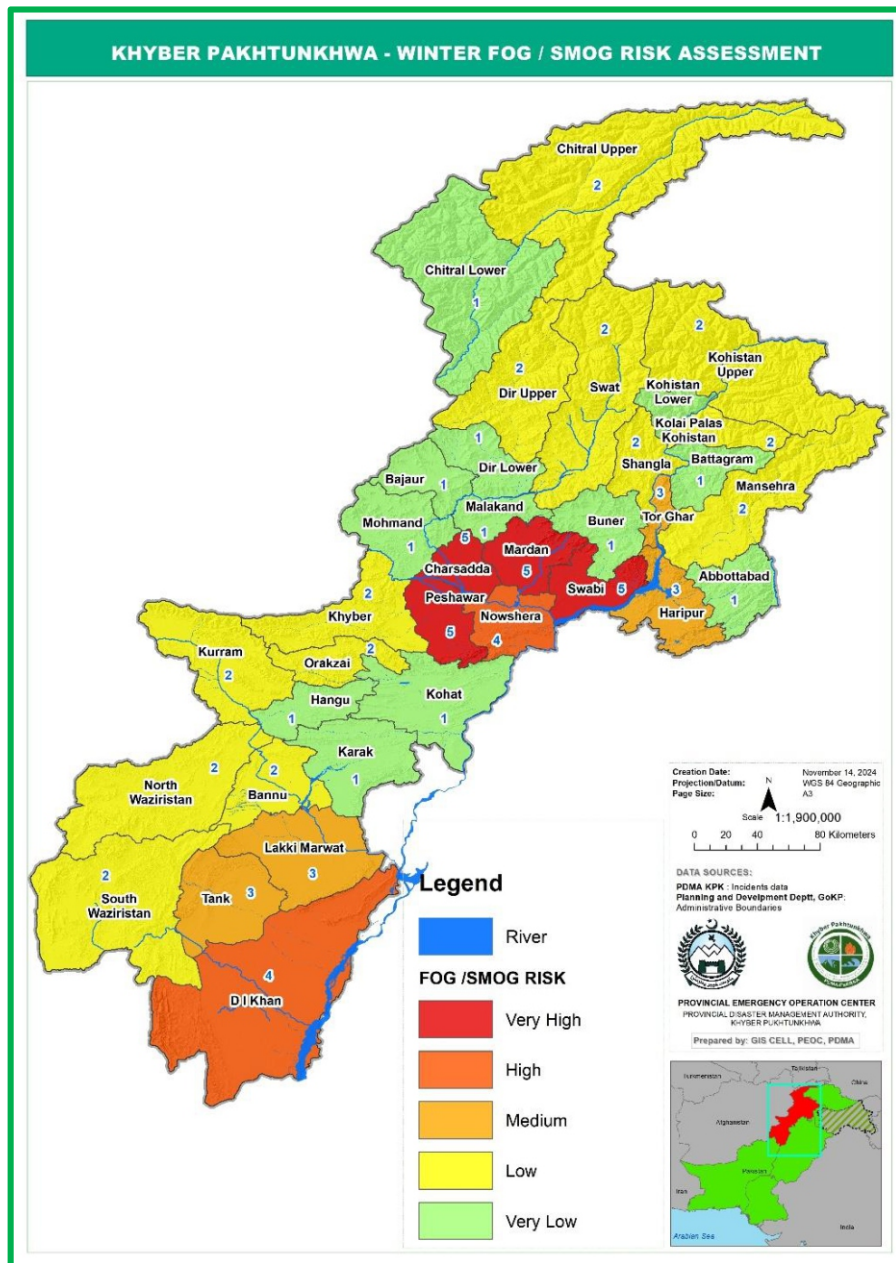 KHYBER PAKHTUNKHWA - WINTER FOG / SMOG RISK ASSESSMENT
Chitral Upper
2
Chitral Lower
1
2
Dir Upper
2
Swat
2
Kohistan
Upper
Kohistan
Lower
Kolai Palas
Kohistan
2
2
Shangla
Battagram
1
1
Dir Lower
Bajaur
1
Mansehra
2
3
Tor Ghar
Malakand
1
Buner
1
Mohmand
1
5
Charsadda
Mardan
5
Swabi
5
Abbottabad
1
3
Haripur
Peshawar
5
Nowshera
4
2
Khyber
Kurram
2
Orakzai
2
Hangu
1
Kohat
1
Karak
1
North
Waziristan
2
2
Bannu
Lakki Marwat
3
Tank
3
2
South
Waziristan
4
D I Khan
Creation Date: November 14, 2024
Projection/Datum: WGS 84 Geographic
Page Size: A3
N
Scale 1:1,900,000
0 20 40 80 Kilometers
DATA SOURCES:
PDMA KPK : Incidents data
Planning and Develpment Deptt, GoKP:
Administrative Boundaries
Khyber Pakhtunkhwa
PROVINCIAL EMERGENCY OPERATION CENTER
PROVINCIAL DISASTER MANAGEMENT AUTHORITY,
KHYBER PUKHTUNKHWA
Prepared by: GIS CELL, PEOC, PDMA
Legend
River
FOG /SMOG RISK
Very High
High
Medium
Low
Very Low
Turkmenistan
Tajikistan
China
Afghanistan
Pakistan
Iran
India
Arabian Sea